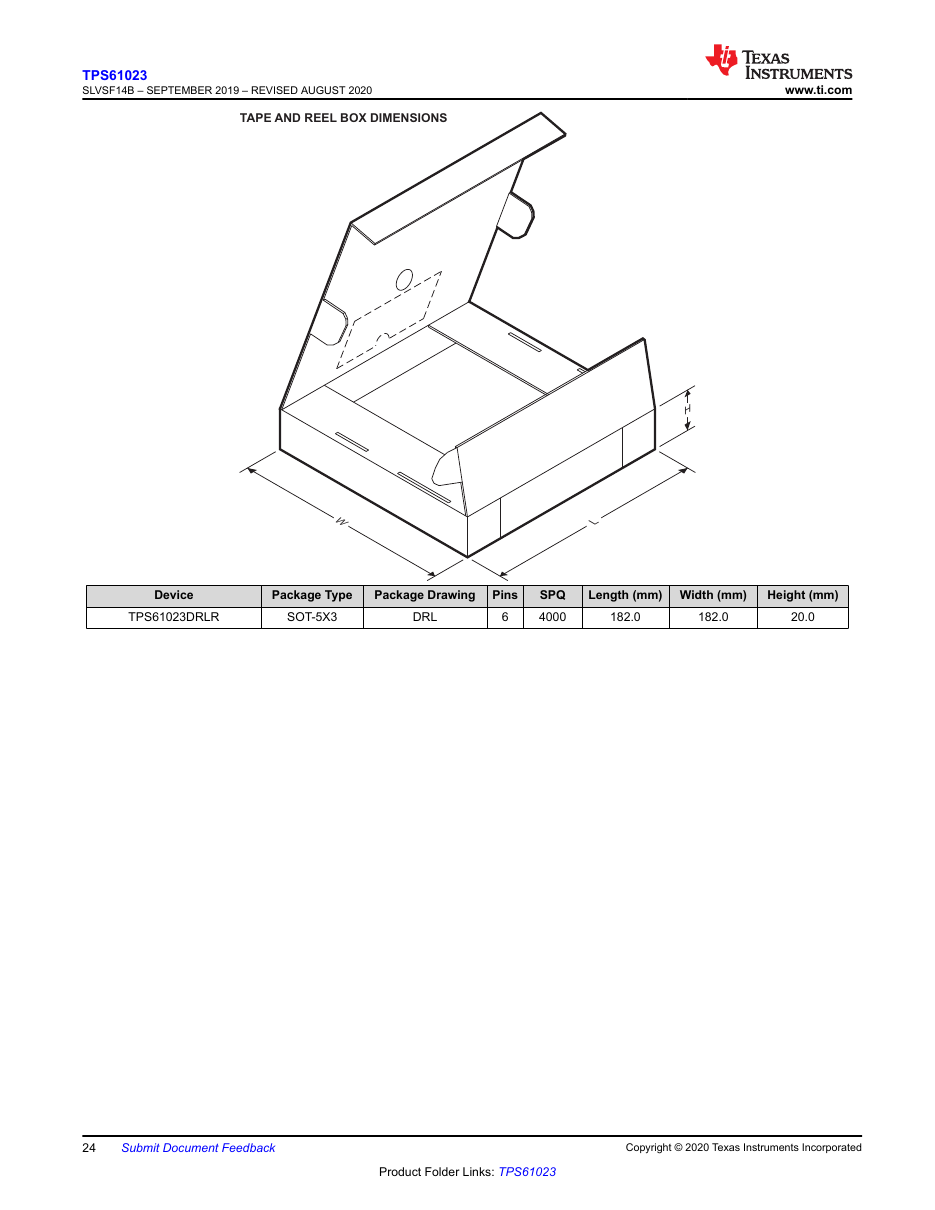 TPS61023
SLVSF14B – SEPTEMBER 2019 – REVISED AUGUST 2020
TEXAS
INSTRUMENTS
www.ti.com
TAPE AND REEL BOX DIMENSIONS
H
W
L
Device Package Type Package Drawing Pins SPQ Length (mm) Width (mm) Height (mm)
TPS61023DRLR SOT-5X3 DRL 6 4000 182.0 182.0 20.0
24 Submit Document Feedback Copyright © 2020 Texas Instruments Incorporated
Product Folder Links: TPS61023